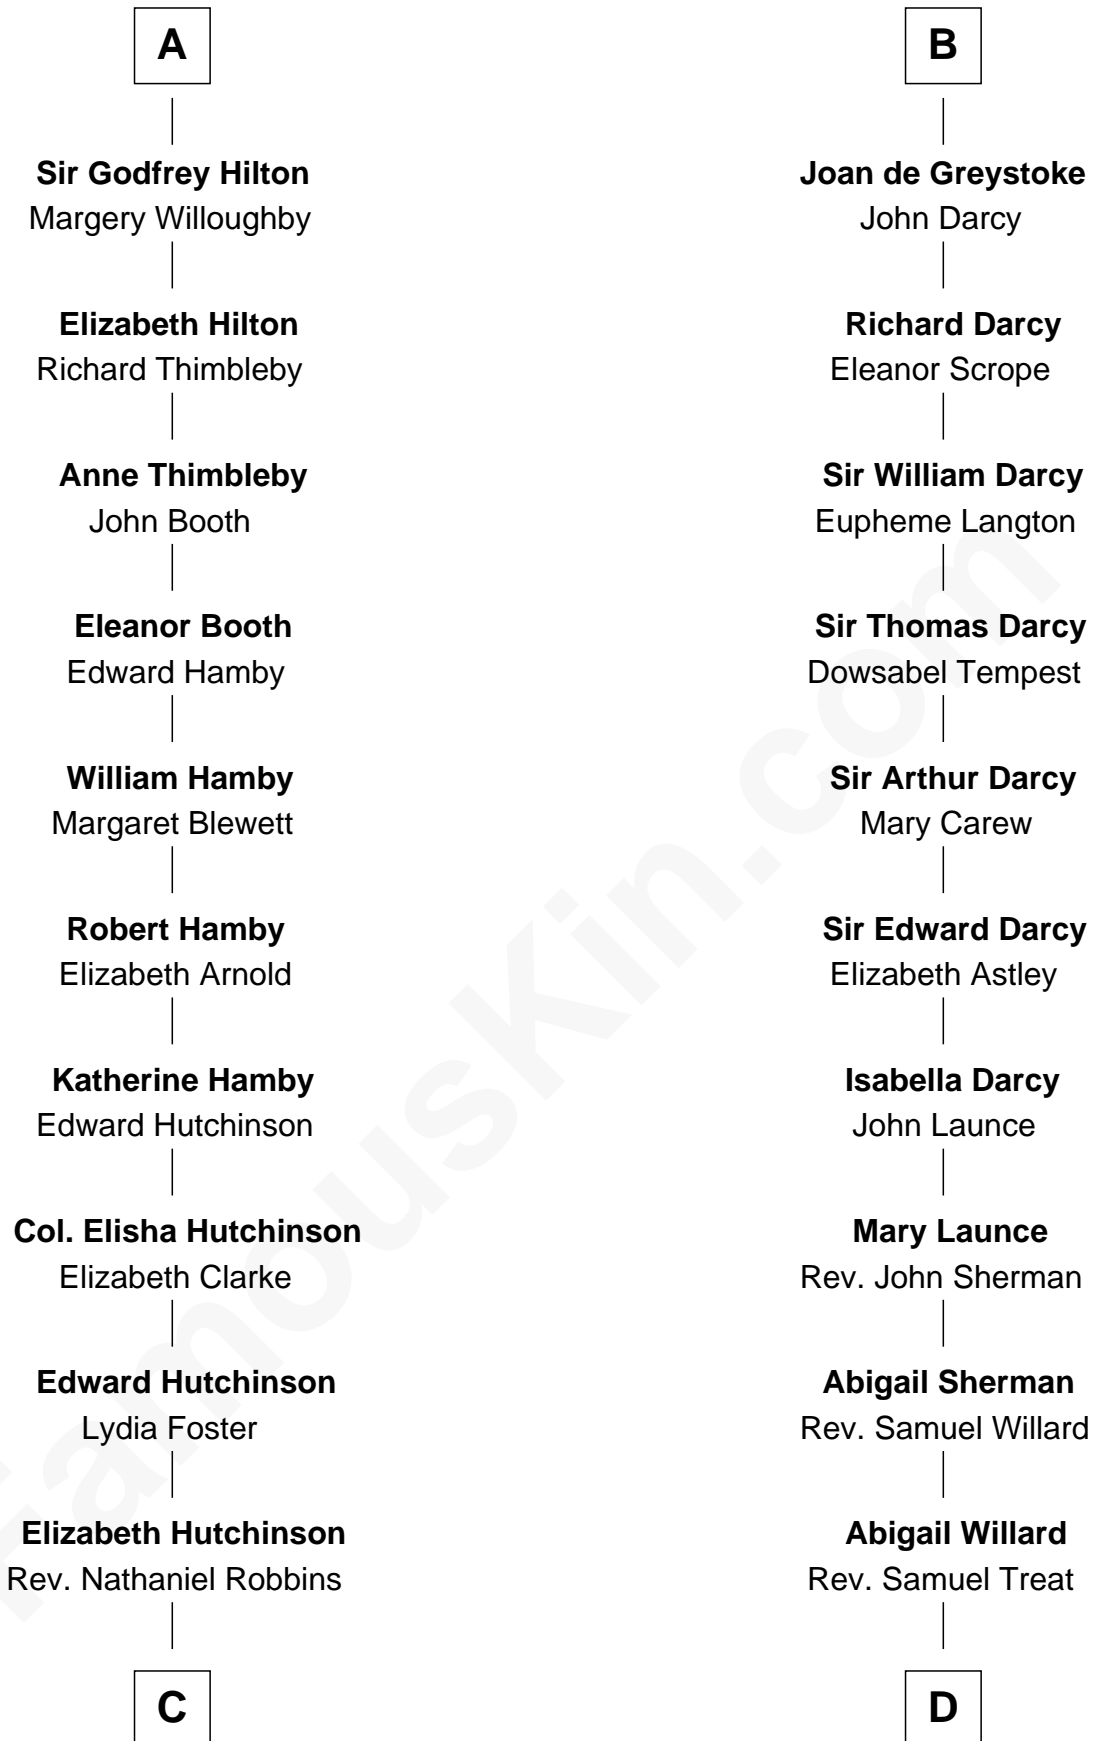 A
Sir Godfrey Hilton
Margery Willoughby
Elizabeth Hilton
Richard Thimbleby
Anne Thimbleby
John Booth
Eleanor Booth
Edward Hamby
William Hamby
Margaret Blewett
Robert Hamby
Elizabeth Arnold
Katherine Hamby
Edward Hutchinson
Col. Elisha Hutchinson
Elizabeth Clarke
Edward Hutchinson
Lydia Foster
Elizabeth Hutchinson
Rev. Nathaniel Robbins
C
B
Joan de Greystoke
John Darcy
Richard Darcy
Eleanor Scrope
Sir William Darcy
Eupheme Langton
Sir Thomas Darcy
Dowsabel Tempest
Sir Arthur Darcy
Mary Carew
Sir Edward Darcy
Elizabeth Astley
Isabella Darcy
John Launce
Mary Launce
Rev. John Sherman
Abigail Sherman
Rev. Samuel Willard
Abigail Willard
Rev. Samuel Treat
D
FamousKin.com